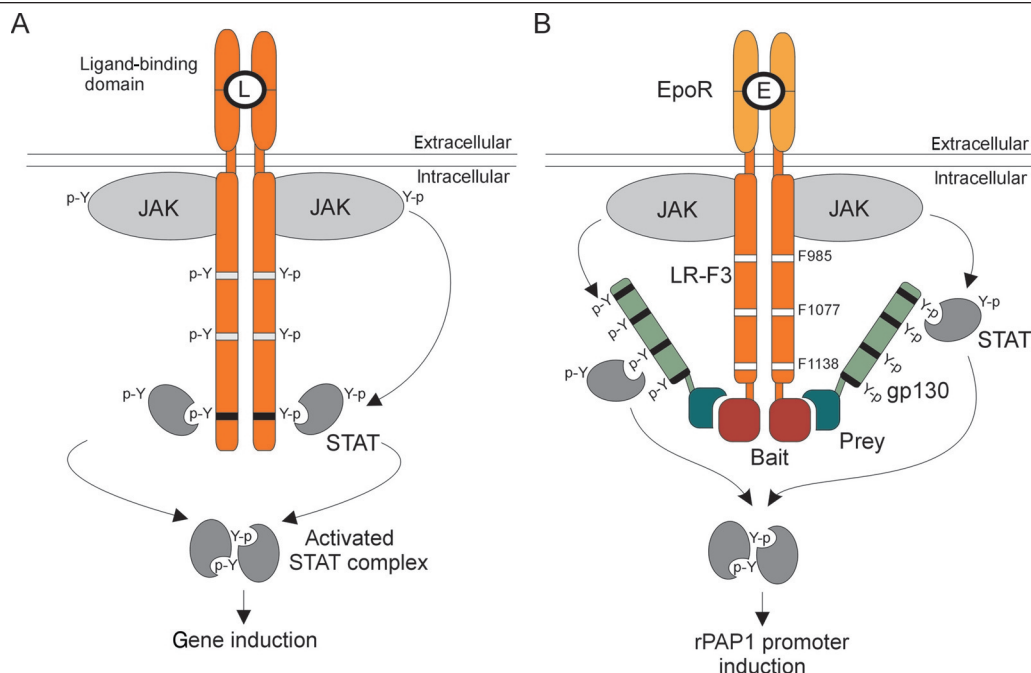 A
Ligand-binding
domain
L
Extracellular
Intracellular
p-Y
JAK
JAK
Y-p
p-Y
Y-p
p-Y
Y-p
p-Y
p-Y
Y-p
Y-p
STAT
Y-p
p-Y
Activated
STAT complex
Gene induction
B
EpoR
E
Extracellular
Intracellular
JAK
JAK
LR-F3
F985
F1077
F1138
p-Y
p-Y
p-Y
p-Y
p-Y
Y-p
Y-p
Y-p
Y-p
Y-p
STAT
gp130
Prey
Bait
Y-p
p-Y
rPAP1 promoter
induction